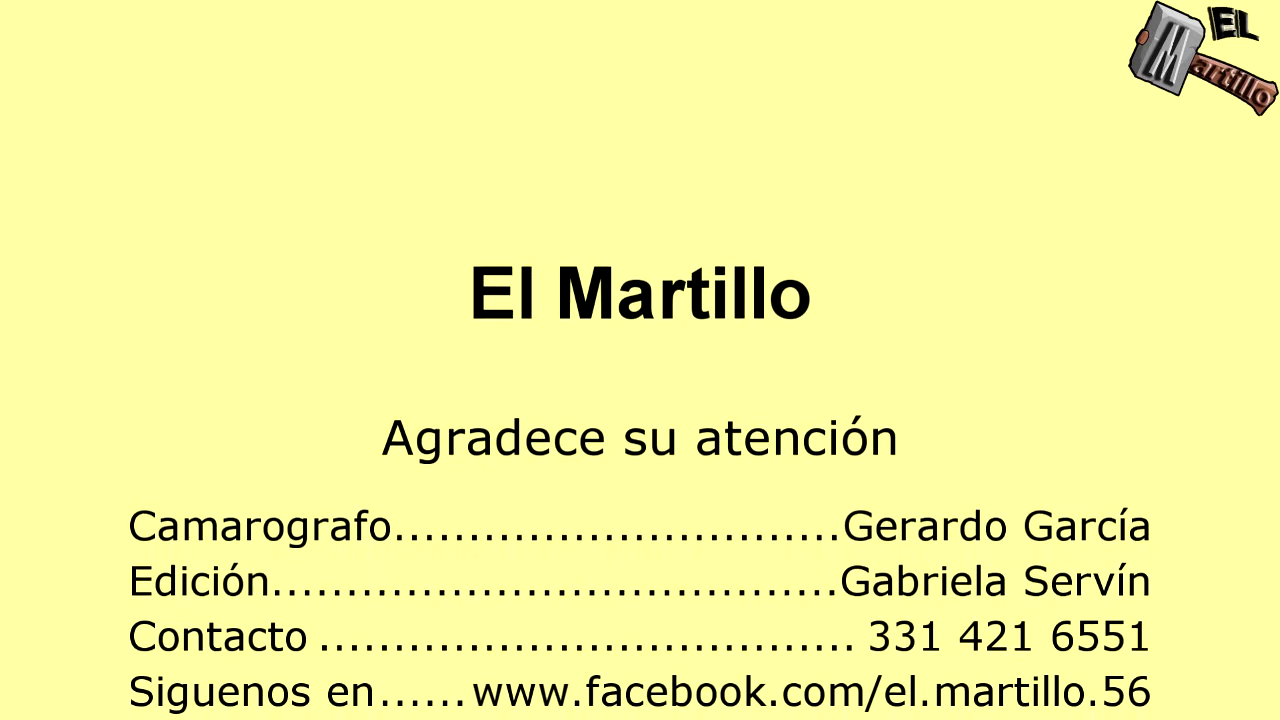 EL
Martillo
El Martillo
Agradece su atención
Camarografo..............................Gerardo García
Edición......................................Gabriela Servín
Contacto .................................... 331 421 6551
Siguenos en......www.facebook.com/el.martillo.56